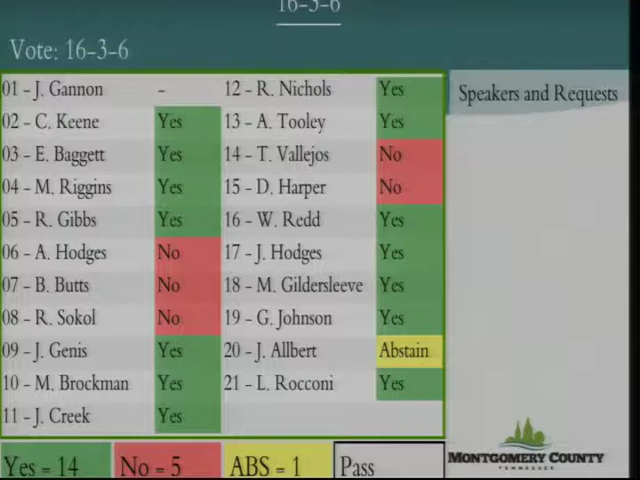 16-3-6
Vote: 16-3-6
01 - J. Gannon - 12 - R. Nichols Yes
Speakers and Requests
02 - C. Keene Yes 13 - A. Tooley Yes
03 - E. Baggett Yes 14 - T. Vallejos No
04 - M. Riggins Yes 15 - D. Harper No
05 - R. Gibbs Yes 16 - W. Redd Yes
06 - A. Hodges No 17 - J. Hodges Yes
07 - B. Butts No 18 - M. Gildersleeve Yes
08 - R. Sokol No 19 - G. Johnson Yes
09 - J. Genis Yes 20 - J. Allbert Abstain
10 - M. Brockman Yes 21 - L. Rocconi Yes
11 - J. Creek Yes
Yes = 14 No = 5 ABS = 1 Pass
MONTGOMERY COUNTY
TENNESSEE